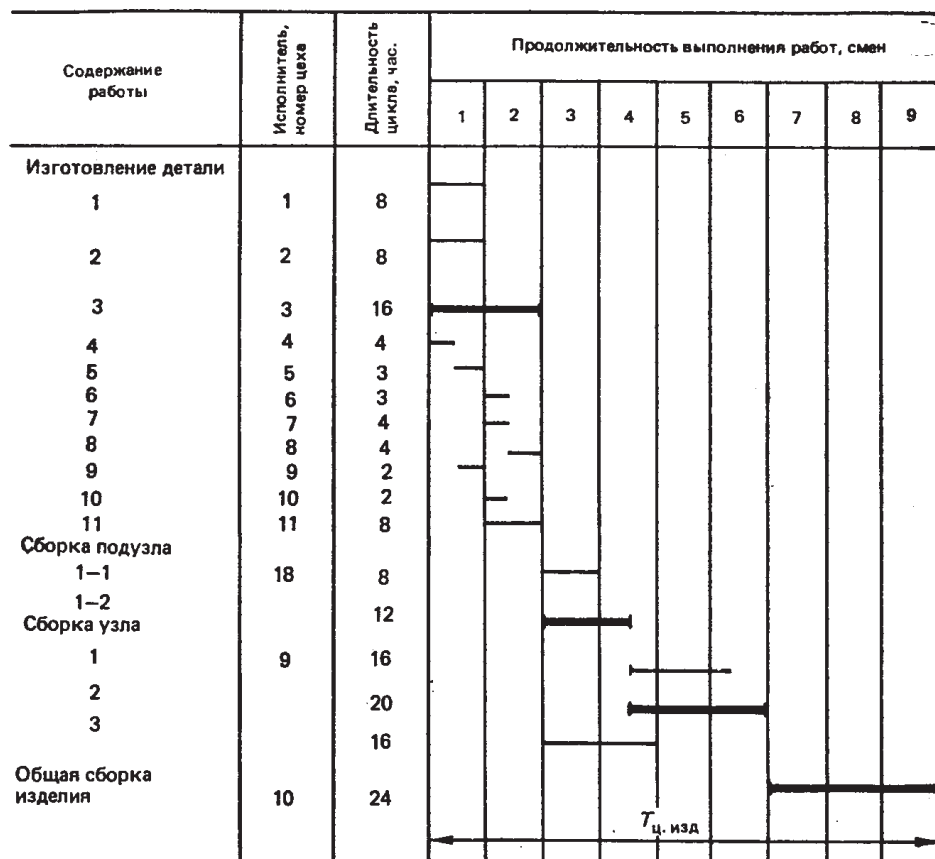 Содержание
работы
Исполнитель,
номер цеха
Длительность
цикла, час.
Продолжительность выполнения работ, смен
1 2 3 4 5 6 7 8 9
Изготовление детали
1 1 8
2 2 8
3 3 16
4 4 4
5 5 3
6 6 3
7 7 4
8 8 4
9 9 2
10 10 2
11 11 8
Сборка подузла
1–1 18 8
1–2 12
Сборка узла
1 9 16
2 20
3 16
Общая сборка
изделия 10 24
Tц. изд